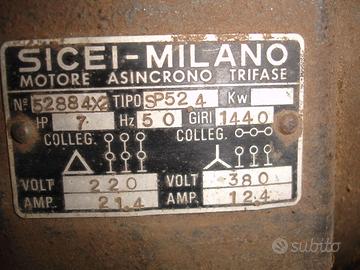 SICEI-MILANO
MOTORE ASINCRONO TRIFASE
Nº 52884X2 TIPO SP52 4 Kw
HP 7 Hz 50 GIRI 1440
COLLEG. COLLEG.
VOLT 220 VOLT 380
AMP. 21.4 AMP. 12.4
subito